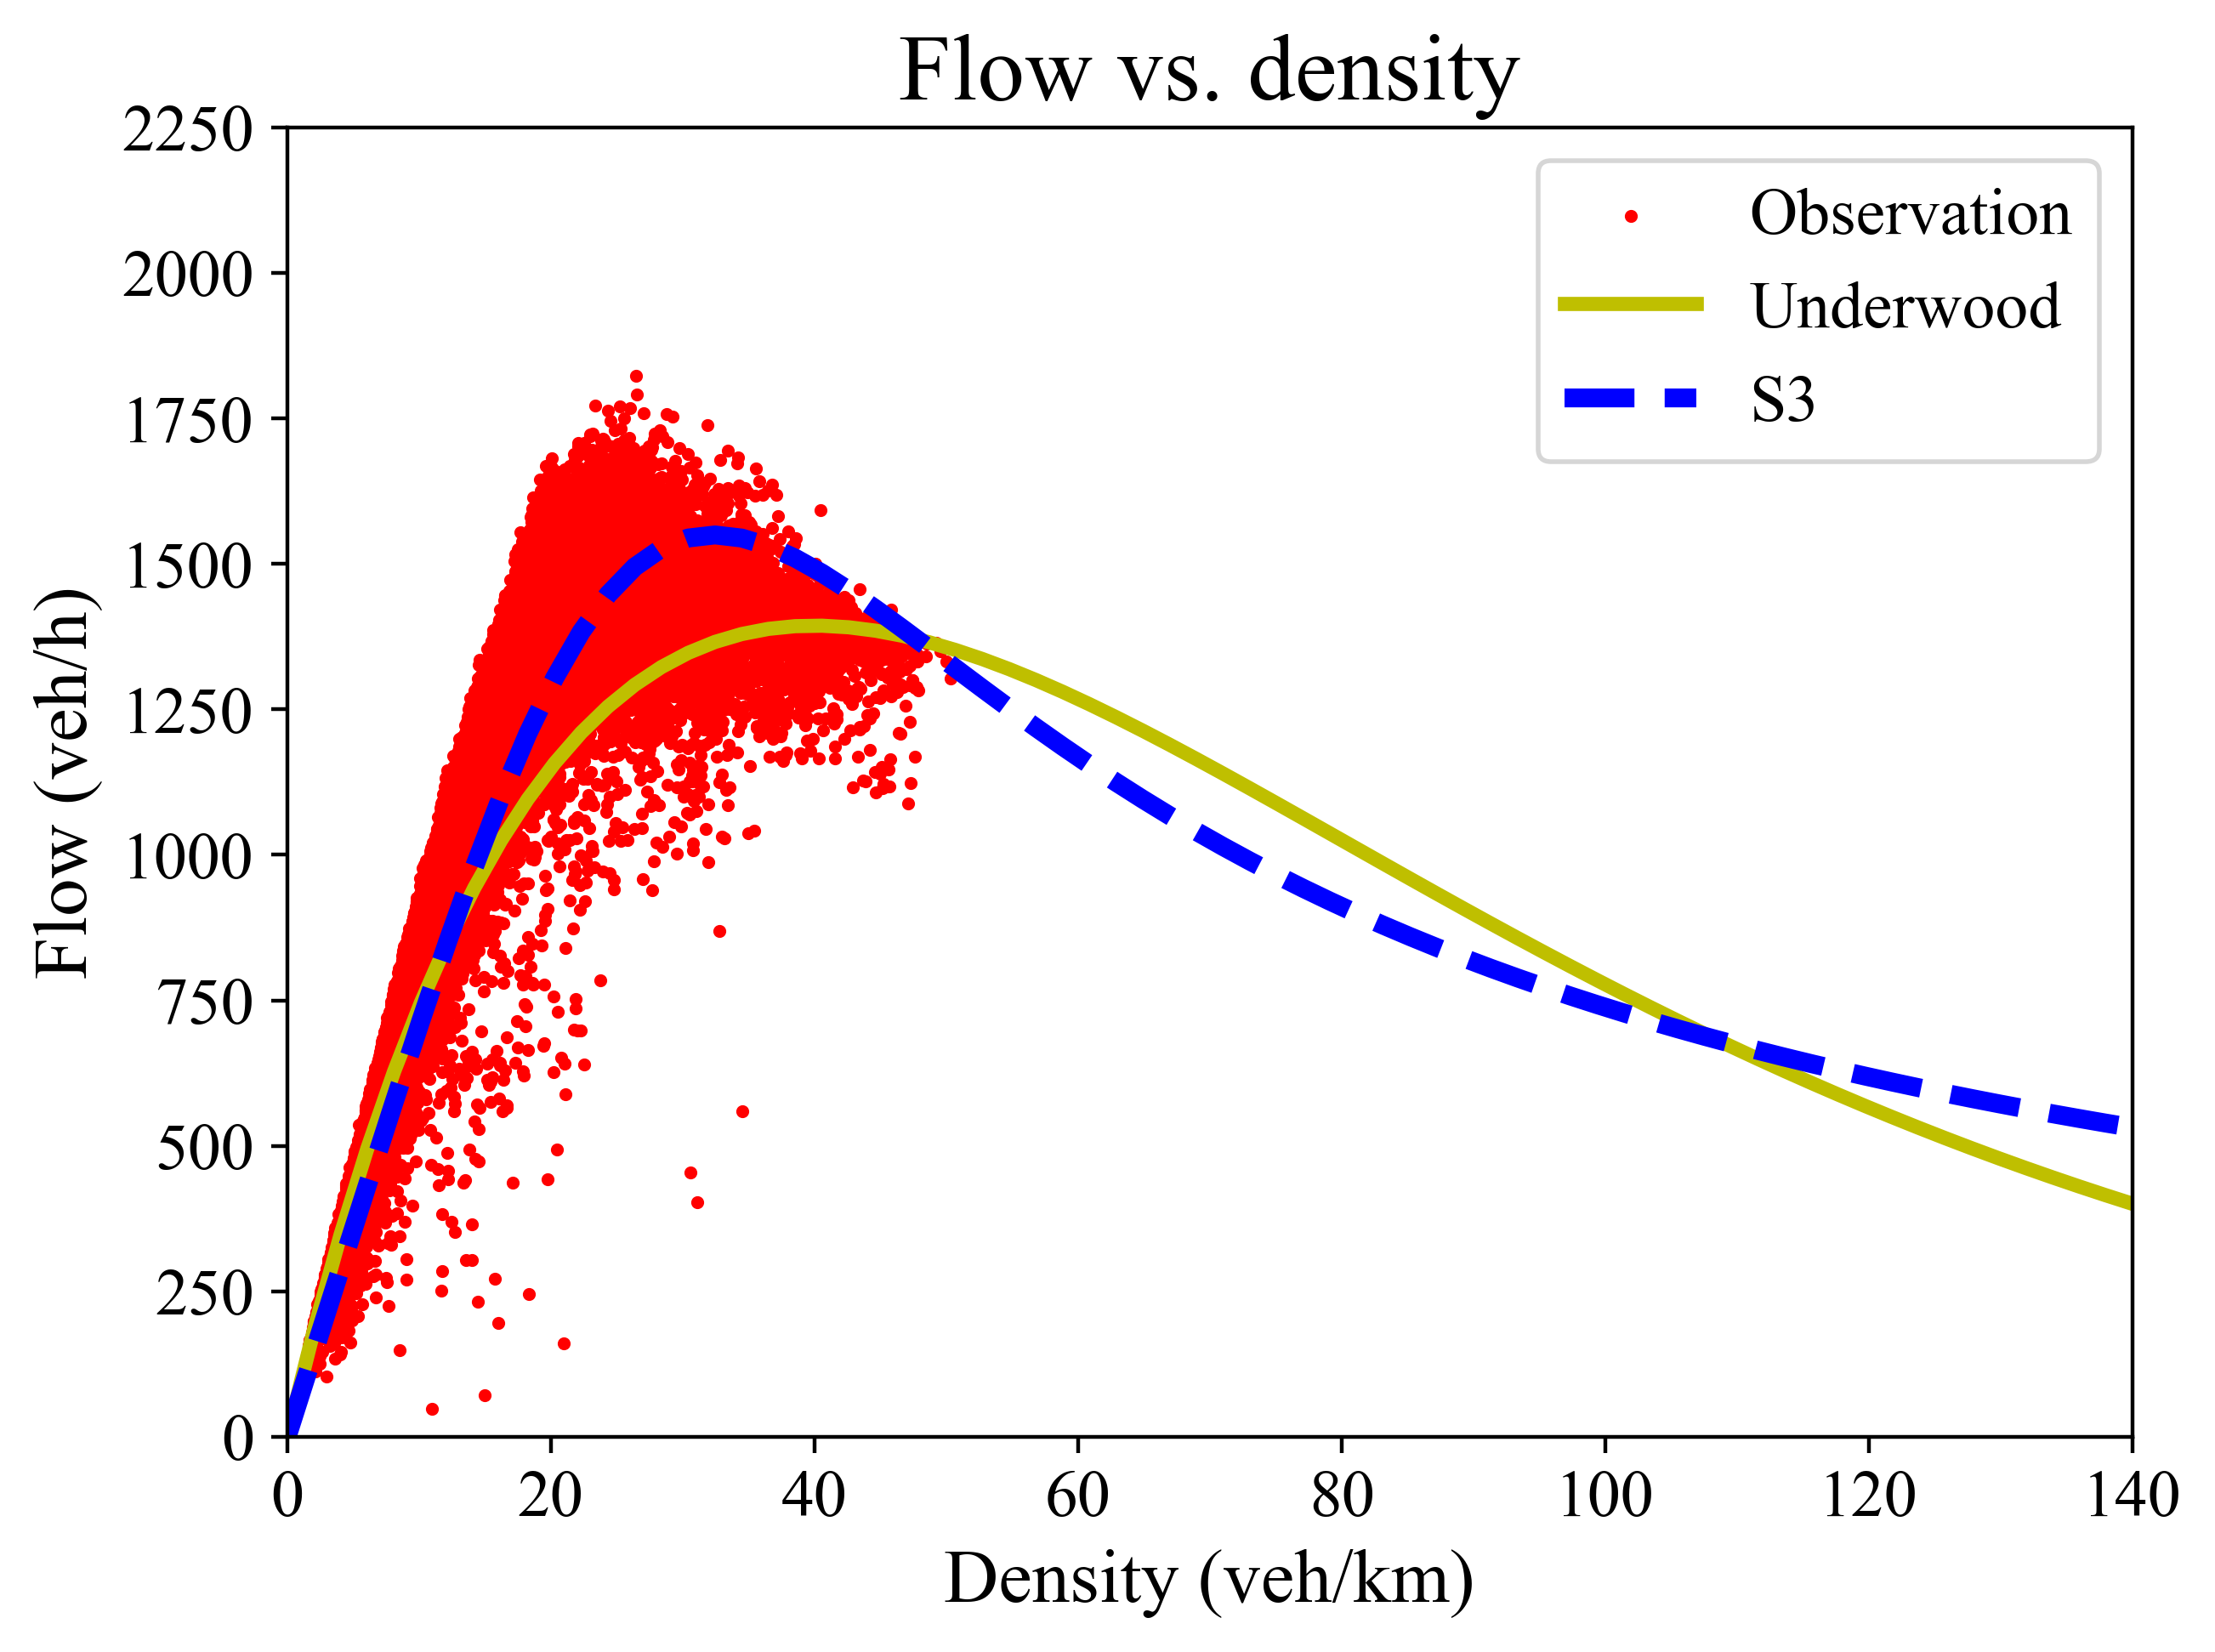 Flow vs. density
2250
2000
1750
1500
1250
1000
750
500
250
0
Flow (veh/h)
Observation
Underwood
S3
0 20 40 60 80 100 120 140
Density (veh/km)